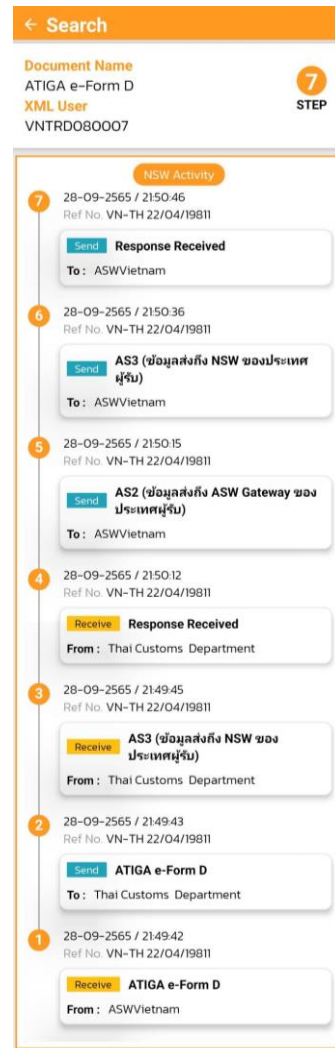 ← Search
Document Name
ATIGA e-Form D
XML User
VNTRD080007
7
STEP
NSW Activity
7
28-09-2565 / 21:50:46
Ref No. VN-TH 22/04/19811
Send Response Received
To : ASWVietnam
6
28-09-2565 / 21:50:36
Ref No. VN-TH 22/04/19811
Send AS3 (ข้อมูลส่งถึง NSW ของประเทศ
ผู้รับ)
To : ASWVietnam
5
28-09-2565 / 21:50:15
Ref No. VN-TH 22/04/19811
Send AS2 (ข้อมูลส่งถึง ASW Gateway ของ
ประเทศผู้รับ)
To : ASWVietnam
4
28-09-2565 / 21:50:12
Ref No. VN-TH 22/04/19811
Receive Response Received
From : Thai Customs Department
3
28-09-2565 / 21:49:45
Ref No. VN-TH 22/04/19811
Receive AS3 (ข้อมูลส่งถึง NSW ของ
ประเทศผู้รับ)
From : Thai Customs Department
2
28-09-2565 / 21:49:43
Ref No. VN-TH 22/04/19811
Send ATIGA e-Form D
To : Thai Customs Department
1
28-09-2565 / 21:49:42
Ref No. VN-TH 22/04/19811
Receive ATIGA e-Form D
From : ASWVietnam